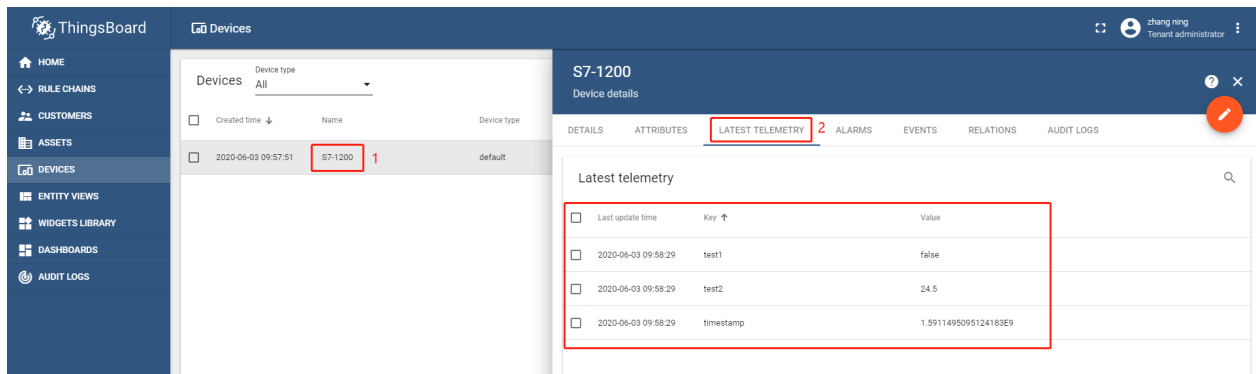 ThingsBoard
Devices
zhang ning
Tenant administrator
HOME
RULE CHAINS
CUSTOMERS
ASSETS
DEVICES
ENTITY VIEWS
WIDGETS LIBRARY
DASHBOARDS
AUDIT LOGS
Devices
Device type
All
Created time Name Device type
2020-06-03 09:57:51 S7-1200 1 default
S7-1200
Device details
DETAILS ATTRIBUTES LATEST TELEMETRY 2 ALARMS EVENTS RELATIONS AUDIT LOGS
Latest telemetry
Last update time Key Value
2020-06-03 09:58:29 test1 false
2020-06-03 09:58:29 test2 24.5
2020-06-03 09:58:29 timestamp 1.5911495095124183E9